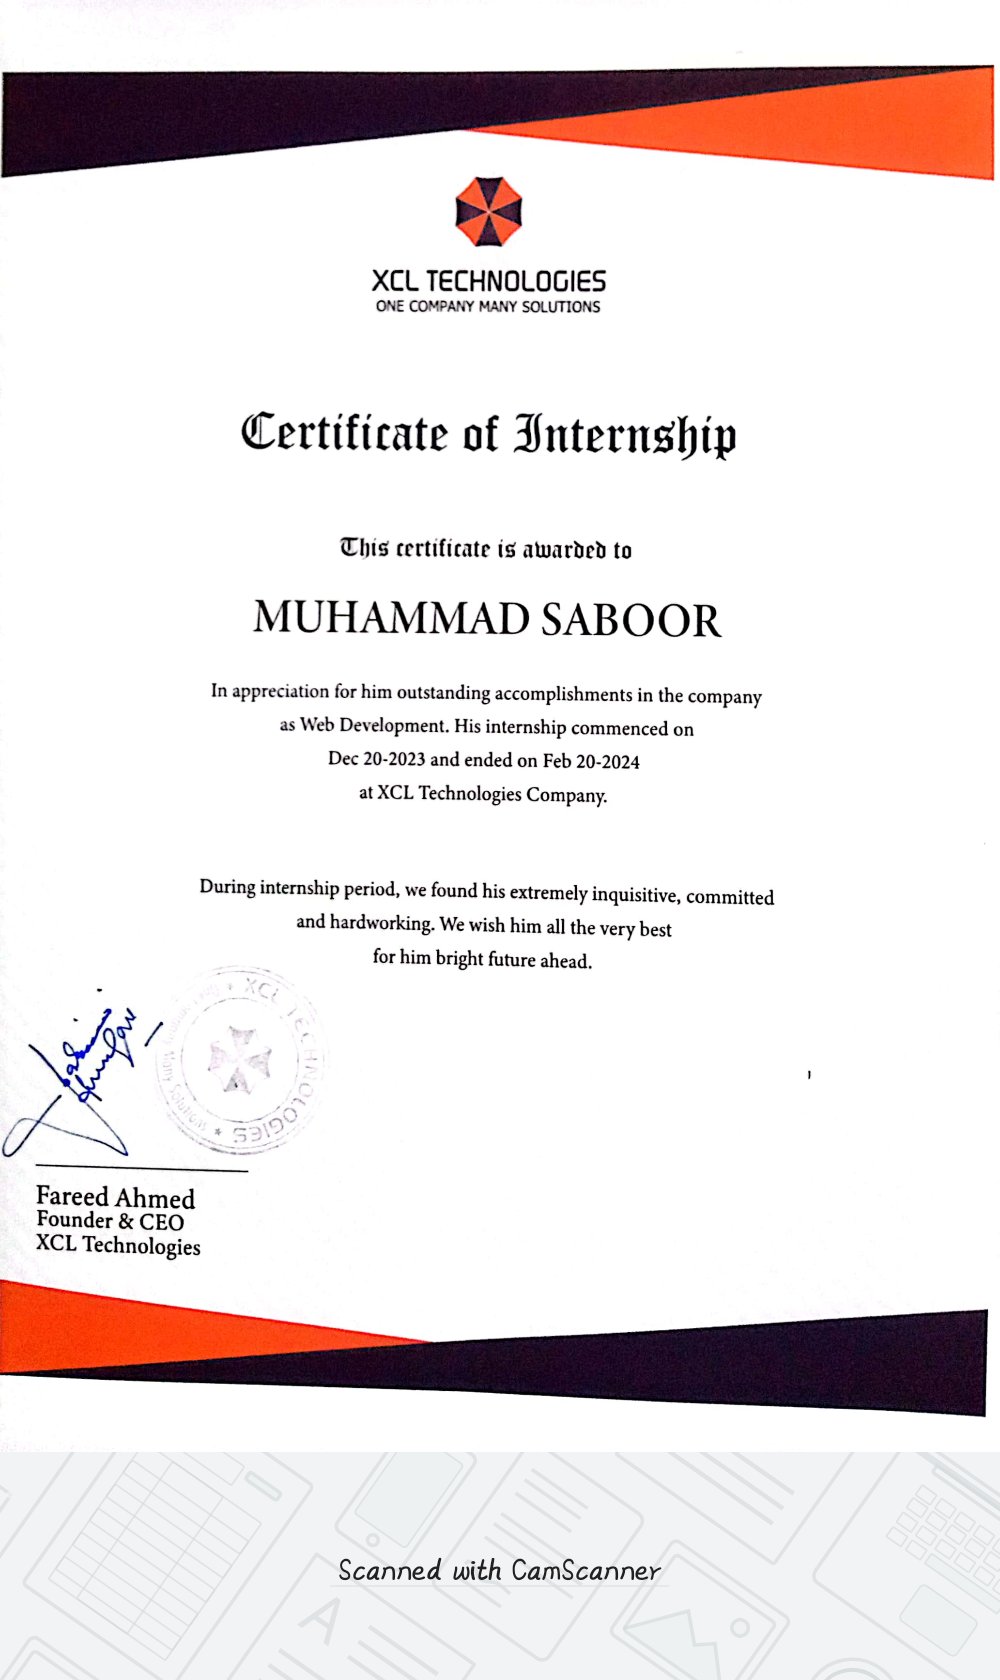 XCL TECHNOLOGIES
ONE COMPANY MANY SOLUTIONS
Certificate of Internship
This certificate is awarded to
MUHAMMAD SABOOR
In appreciation for him outstanding accomplishments in the company
as Web Development. His internship commenced on
Dec 20-2023 and ended on Feb 20-2024
at XCL Technologies Company.
During internship period, we found his extremely inquisitive, committed
and hardworking. We wish him all the very best
for him bright future ahead.
XCL TECHNOLOGIES
Many Solutions
Fareed Ahmed
Founder & CEO
XCL Technologies
Scanned with CamScanner